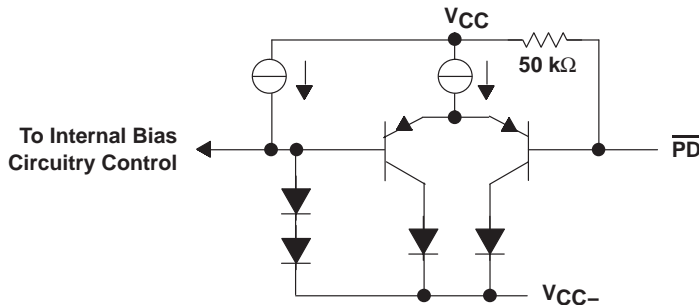 VCC
50 kΩ
To Internal Bias
Circuitry Control
PD
VCC−